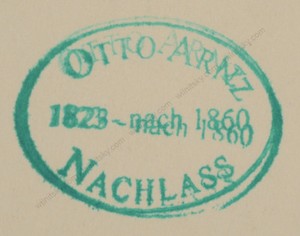 OTTO ARNZ
1823 - nach 1860
NACHLASS